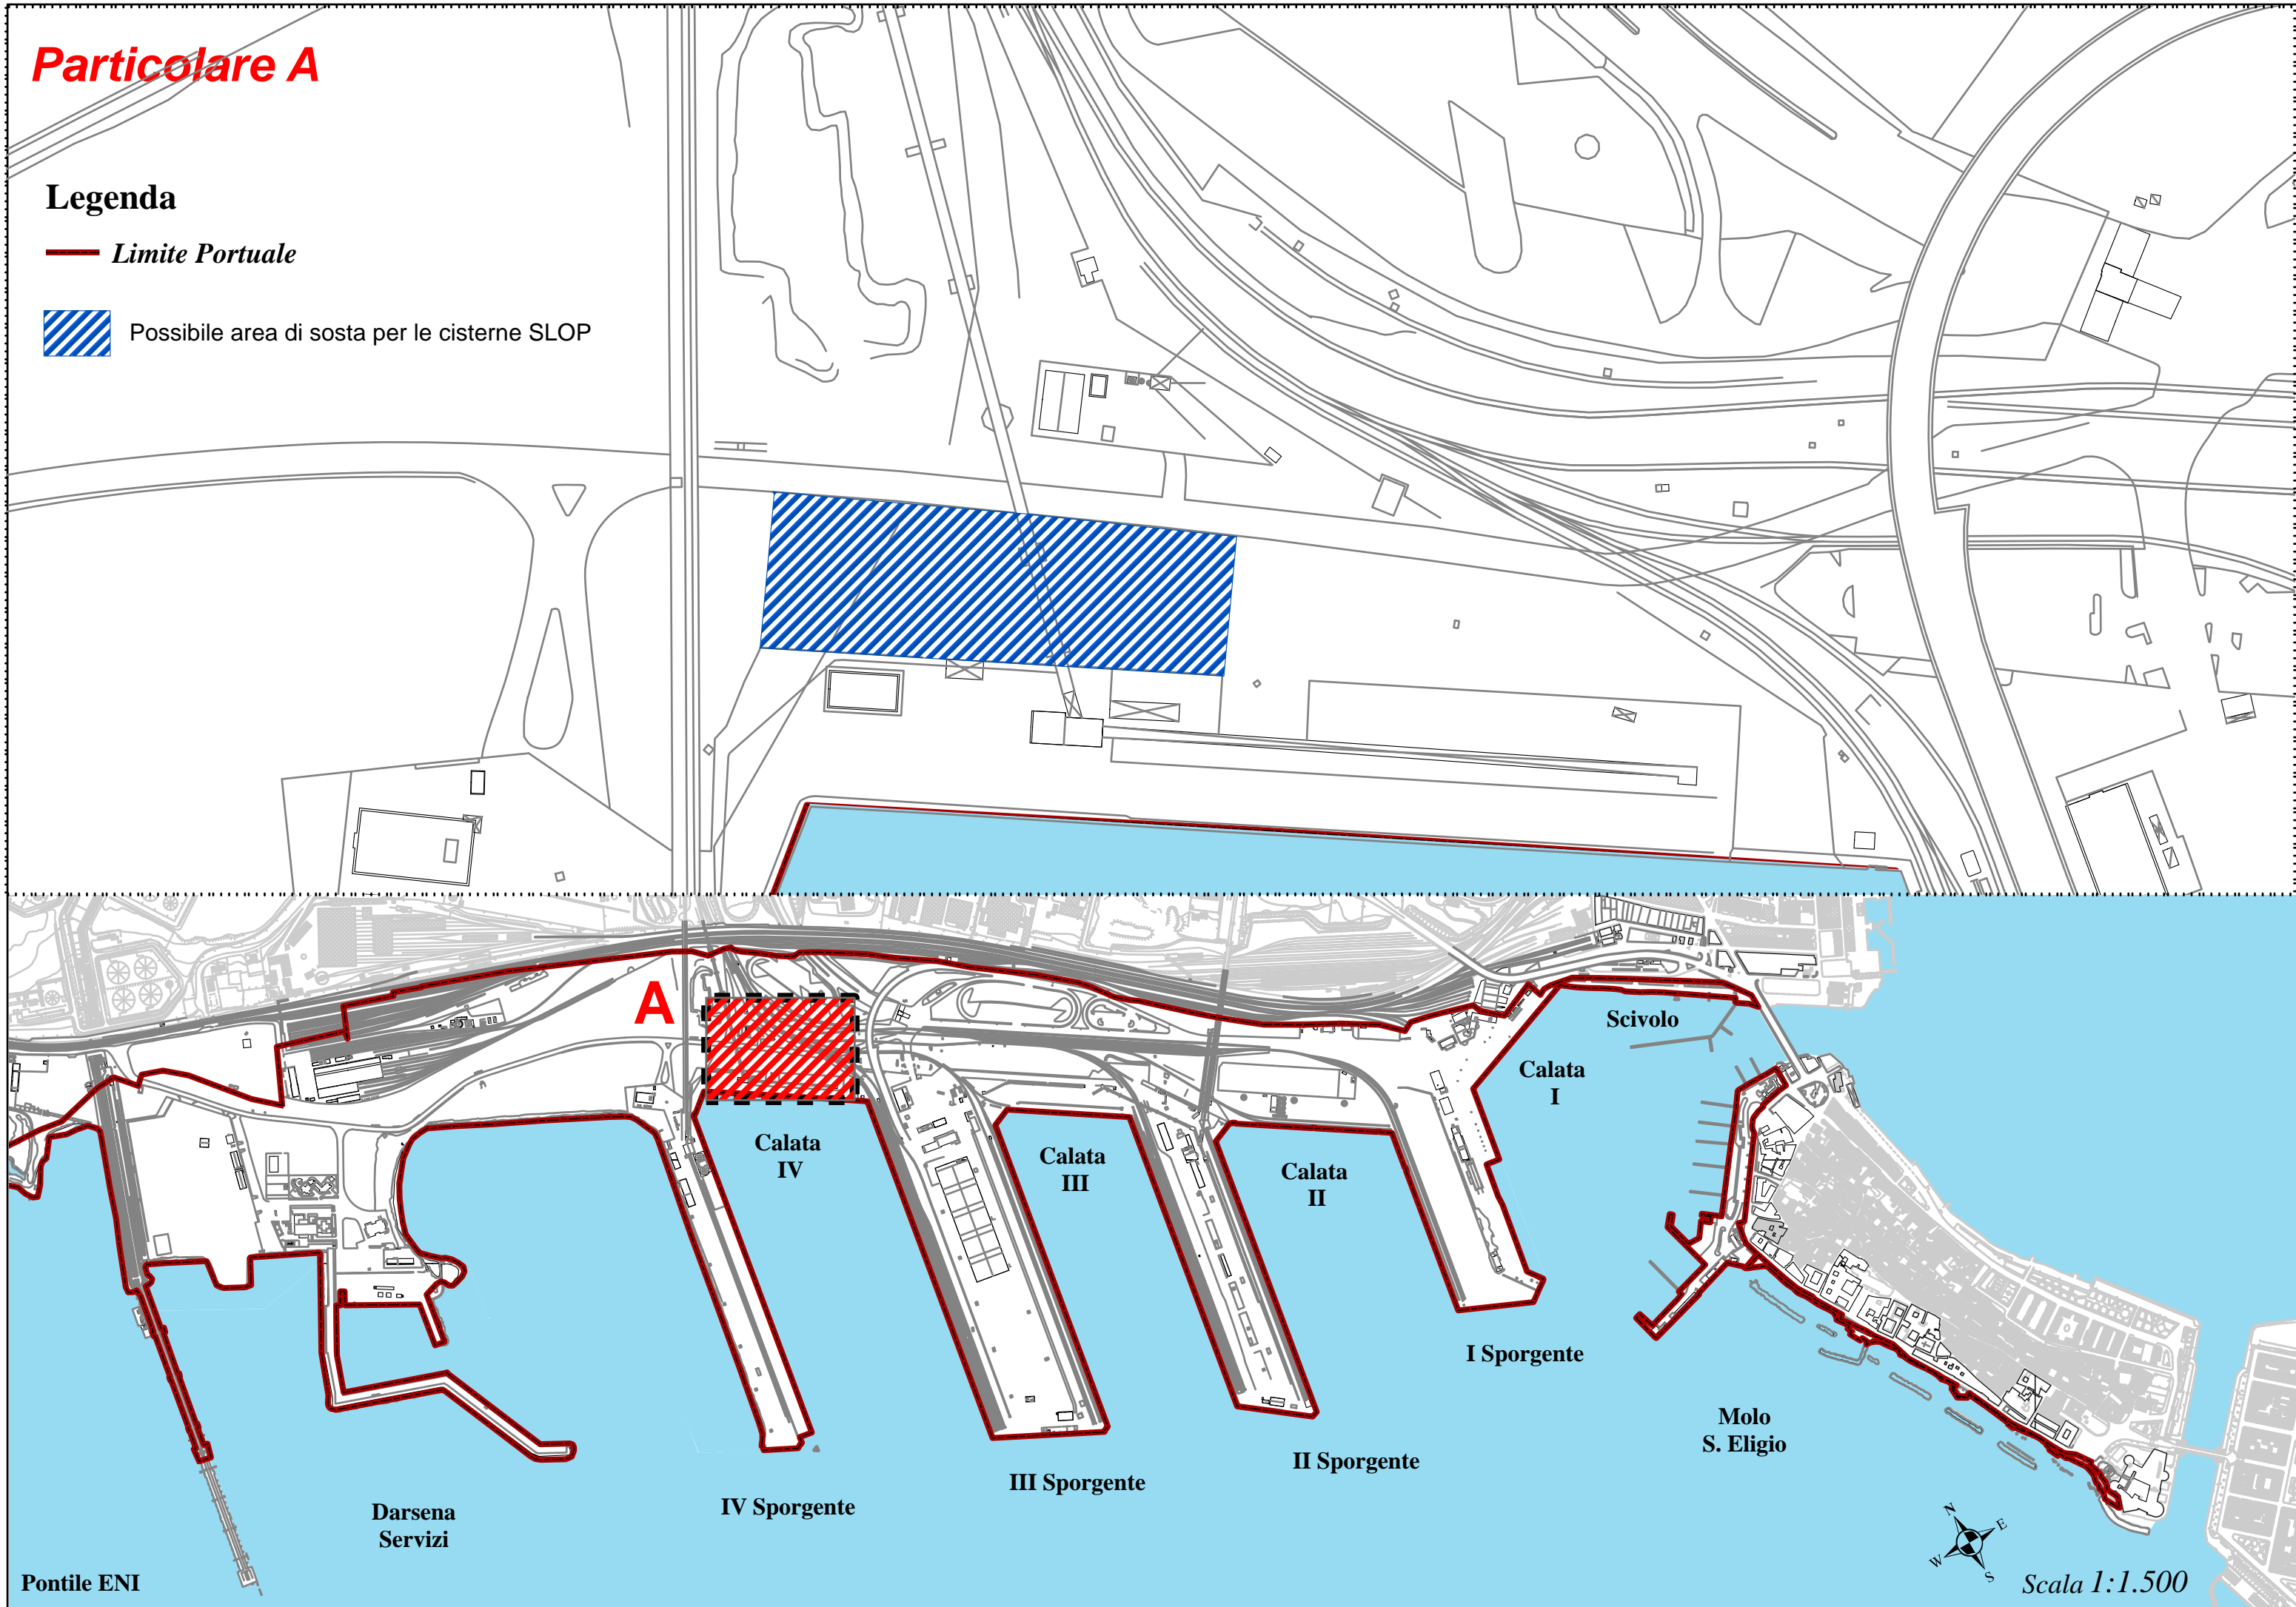 Particolare A
Legenda
Limite Portuale
Possibile area di sosta per le cisterne SLOP
A
Scivolo
Calata
I
Calata
IV
Calata
III
Calata
II
I Sporgente
Molo
S. Eligio
II Sporgente
III Sporgente
IV Sporgente
Darsena
Servizi
Pontile ENI
N
E
W
S
Scala 1:1.500